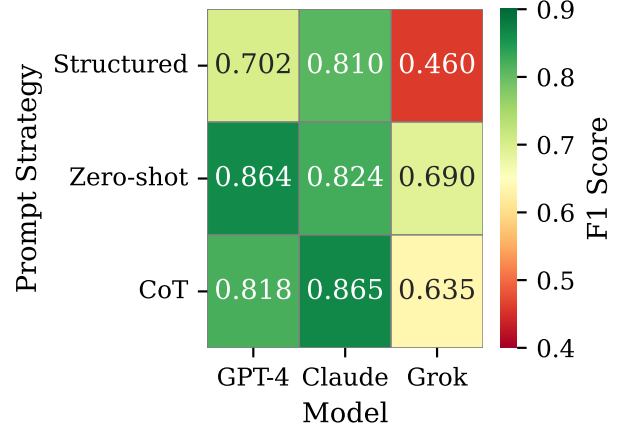 Prompt Strategy
Structured 0.702 0.810 0.460
Zero-shot 0.864 0.824 0.690
CoT 0.818 0.865 0.635
GPT-4 Claude Grok
Model
0.9
0.8
0.7
0.6
0.5
0.4
F1 Score